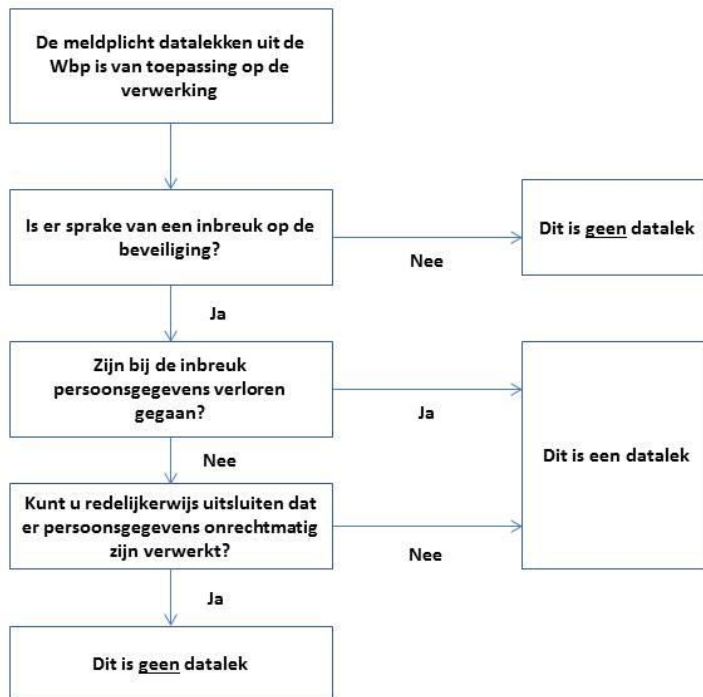 De meldplicht datalekken uit de
Wbp is van toepassing op de
verwerking
Is er sprake van een inbreuk op de
beveiliging?
Nee
Dit is geen datalek
Ja
Zijn bij de inbreuk
persoonsgegevens verloren
gegaan?
Ja
Dit is een datalek
Nee
Kunt u redelijkerwijs uitsluiten dat
er persoonsgegevens onrechtmatig
zijn verwerkt?
Nee
Ja
Dit is geen datalek